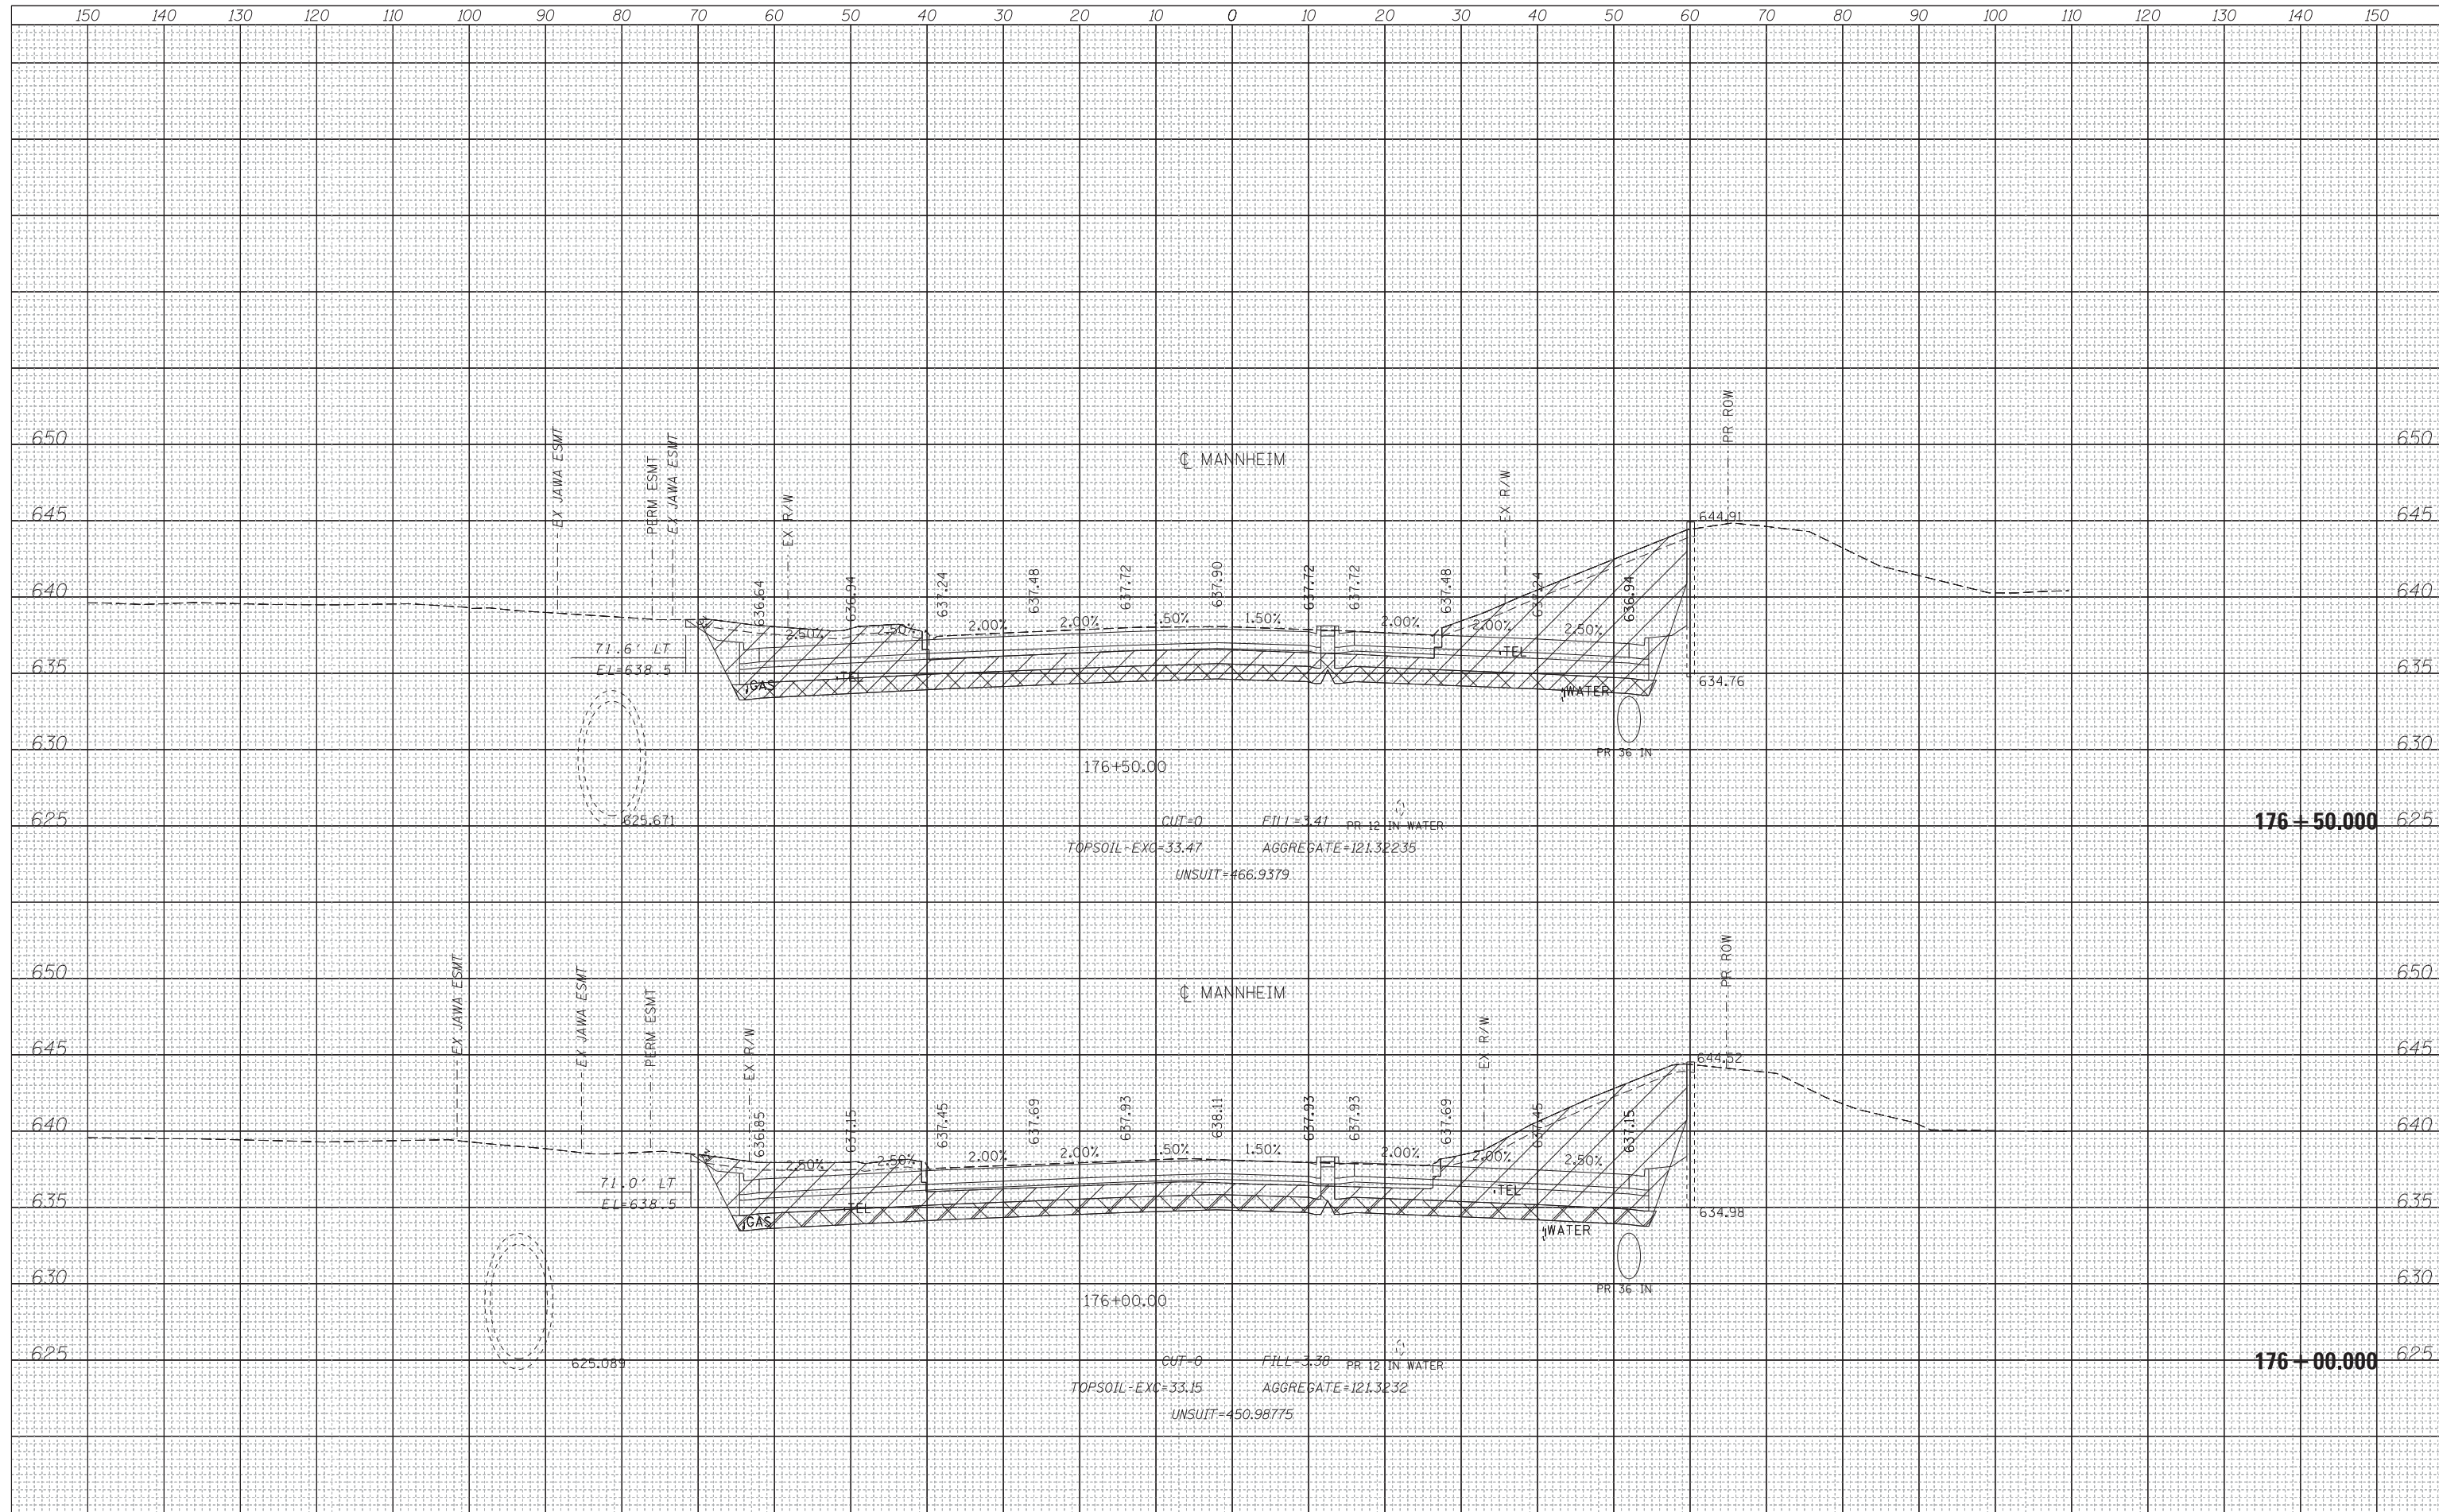 150 140 130 120 110 100 90 80 70 60 50 40 30 20 10 0 10 20 30 40 50 60 70 80 90 100 110 120 130 140 150
650 650
645 645
640 640
635 635
630 630
625 625
EX JAWA ESMT
PERM ESMT
EX JAWA ESMT
EX R/W
℄ MANNHEIM
EX R/W
PR ROW
644.91
636.64 636.94 637.24 637.48 637.72 637.90 637.72 637.72 637.48 637.24 636.94
2.50% 2.50% 2.00% 2.00% 1.50% 1.50% 2.00% 2.00% 2.50%
71.6' LT
EL=638.5
GAS
TEL
TEL
WATER
634.76
PR 36 IN
176+50.00
625.671
CUT=0 FILL=3.41 PR 12 IN WATER
176+50.000
TOPSOIL-EXC=33.47 AGGREGATE=121.32235
UNSUIT=466.9379
650 650
645 645
640 640
635 635
630 630
625 625
EX JAWA ESMT
EX JAWA ESMT
PERM ESMT
EX R/W
℄ MANNHEIM
EX R/W
PR ROW
644.52
636.85 637.15 637.45 637.69 637.93 638.11 637.93 637.93 637.69 637.45 637.15
2.50% 2.50% 2.00% 2.00% 1.50% 1.50% 2.00% 2.00% 2.50%
71.0' LT
EL=638.5
GAS
TEL
TEL
WATER
634.98
PR 36 IN
176+00.00
625.089
CUT=0 FILL=3.38 PR 12 IN WATER
176+00.000
TOPSOIL-EXC=33.15 AGGREGATE=121.3232
UNSUIT=450.98775